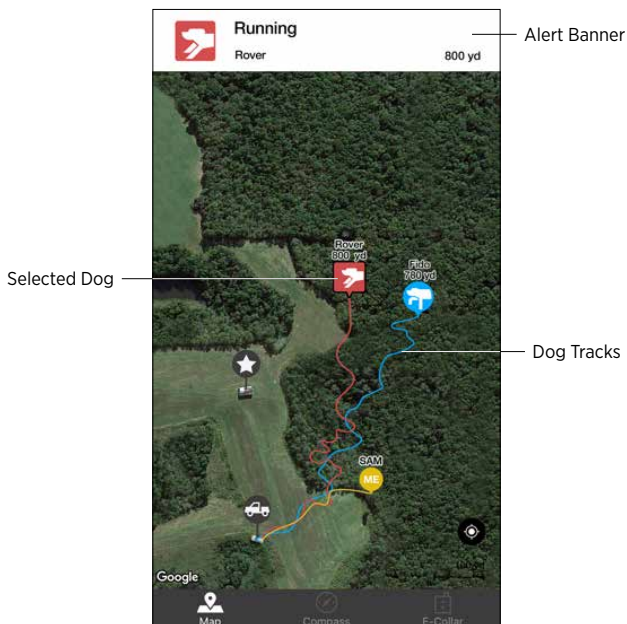 Running
Rover
800 yd
Alert Banner
Rover
800 yd
Fido
780 yd
Selected Dog
Dog Tracks
SAM
ME
Google
Map
Compass
E-Collar